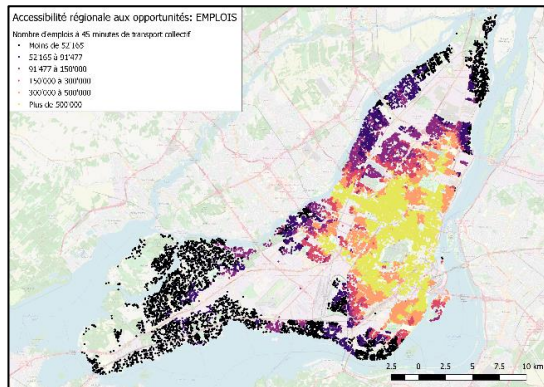 Accessibilité régionale aux opportunités: EMPLOIS
Nombre d'emplois à 45 minutes de transport collectif
Moins de 52'165
52'165 à 91'477
91'477 à 150'000
150'000 à 300'000
300'000 à 500'000
Plus de 500'000
2.5 0 2.5 5 7.5 10 km